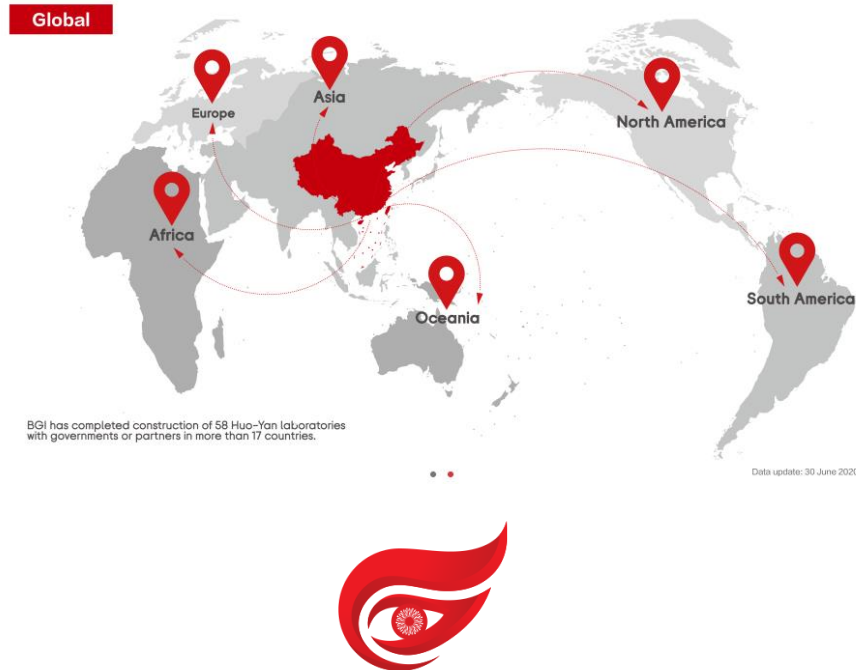 Global
Europe
Asia
North America
Africa
South America
Oceania
BGI has completed construction of 58 Huo-Yan laboratories
with governments or partners in more than 17 countries.
Data update: 30 June 2020